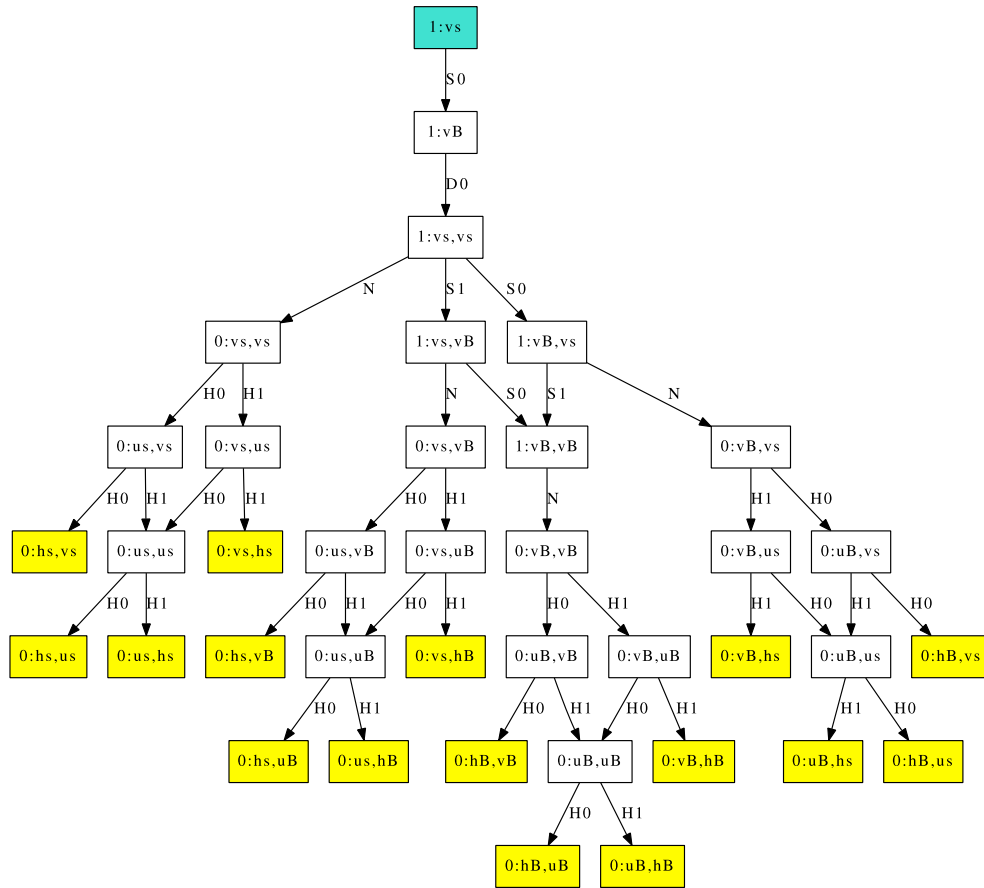 1:vs
S0
1:vB
D0
1:vs,vs
N S1 S0
0:vs,vs 1:vs,vB 1:vB,vs
H0 H1 N S0 S1 N
0:us,vs 0:vs,us 0:vs,vB 1:vB,vB 0:vB,vs
H0 H1 H0 H1 H0 H1 N H1 H0
0:hs,vs 0:us,us 0:vs,hs 0:us,vB 0:vs,uB 0:vB,vB 0:vB,us 0:uB,vs
H0 H1 H0 H1 H0 H1 H0 H1 H1 H0 H1 H0
0:hs,us 0:us,hs 0:hs,vB 0:us,uB 0:vs,hB 0:uB,vB 0:vB,uB 0:vB,hs 0:uB,us 0:hB,vs
H0 H1 H0 H1 H0 H1 H1 H0
0:hs,uB 0:us,hB 0:hB,vB 0:uB,uB 0:vB,hB 0:uB,hs 0:hB,us
H0 H1
0:hB,uB 0:uB,hB